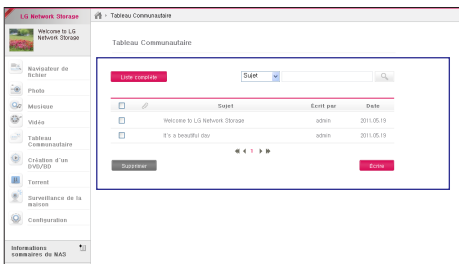 LG Network Storage
Tableau Communautaire
Welcome to LG
Network Storage
Tableau Communautaire
Navigateur de
fichier
Photo
Musique
Vidéo
Tableau
Communautaire
Création d'un
DVD/BD
Torrent
Surveillance de la
maison
Configuration
Informations
sommaires du NAS
Liste complète
Sujet
Sujet Écrit par Date
Welcome to LG Network Storage admin 2011.05.19
It's a beautiful day admin 2011.05.19
1
Supprimer
Écrire